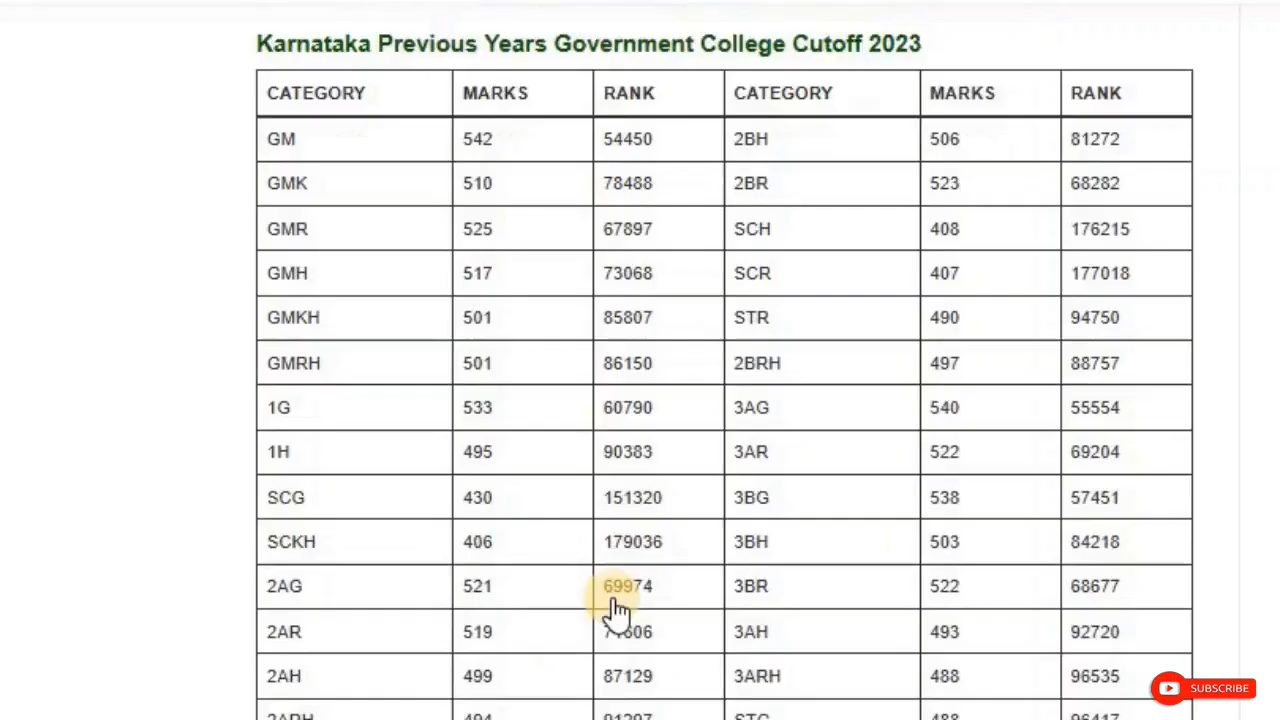 Karnataka Previous Years Government College Cutoff 2023
CATEGORY MARKS RANK CATEGORY MARKS RANK
GM 542 54450 2BH 506 81272
GMK 510 78488 2BR 523 68282
GMR 525 67897 SCH 408 176215
GMH 517 73068 SCR 407 177018
GMKH 501 85807 STR 490 94750
GMRH 501 86150 2BRH 497 88757
1G 533 60790 3AG 540 55554
1H 495 90383 3AR 522 69204
SCG 430 151320 3BG 538 57451
SCKH 406 179036 3BH 503 84218
2AG 521 69974 3BR 522 68677
2AR 519 3AH 493 92720
2AH 499 87129 3ARH 488 96535
SUBSCRIBE